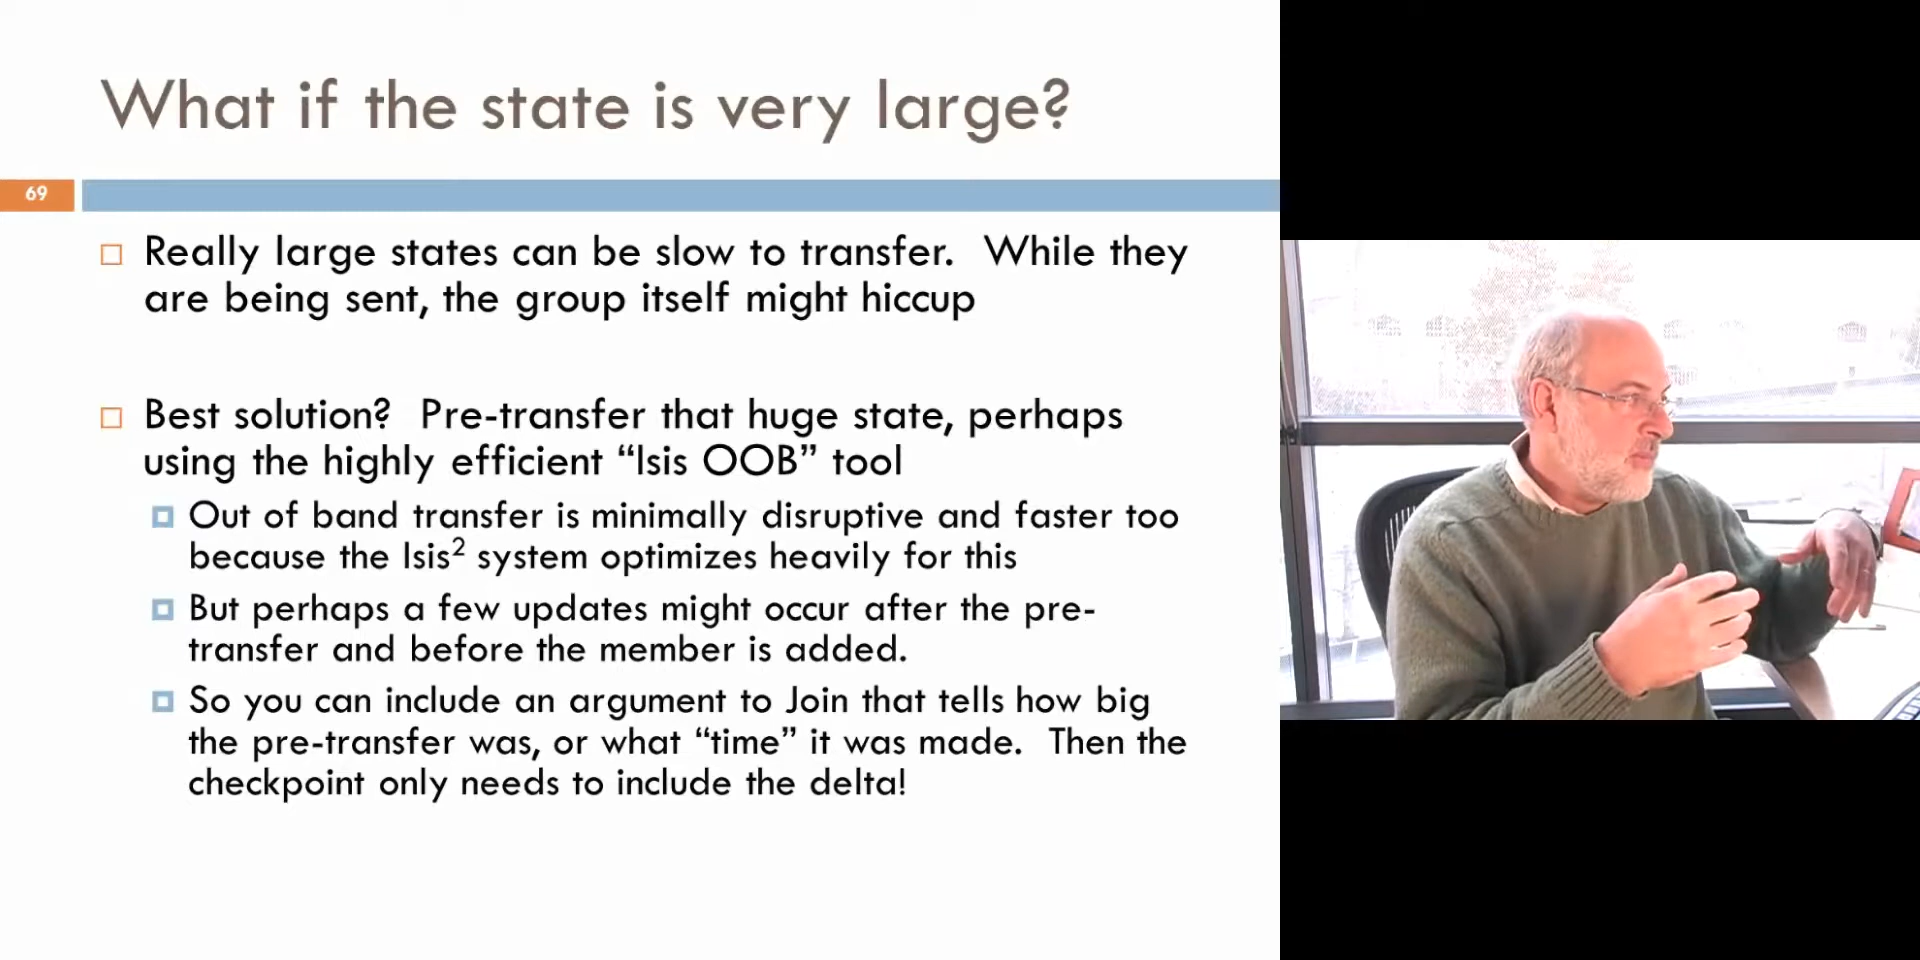 What if the state is very large?
69
Really large states can be slow to transfer. While they
are being sent, the group itself might hiccup
Best solution? Pre-transfer that huge state, perhaps
using the highly efficient “Isis OOB” tool
Out of band transfer is minimally disruptive and faster too
because the Isis² system optimizes heavily for this
But perhaps a few updates might occur after the pre-
transfer and before the member is added.
So you can include an argument to Join that tells how big
the pre-transfer was, or what “time” it was made. Then the
checkpoint only needs to include the delta!